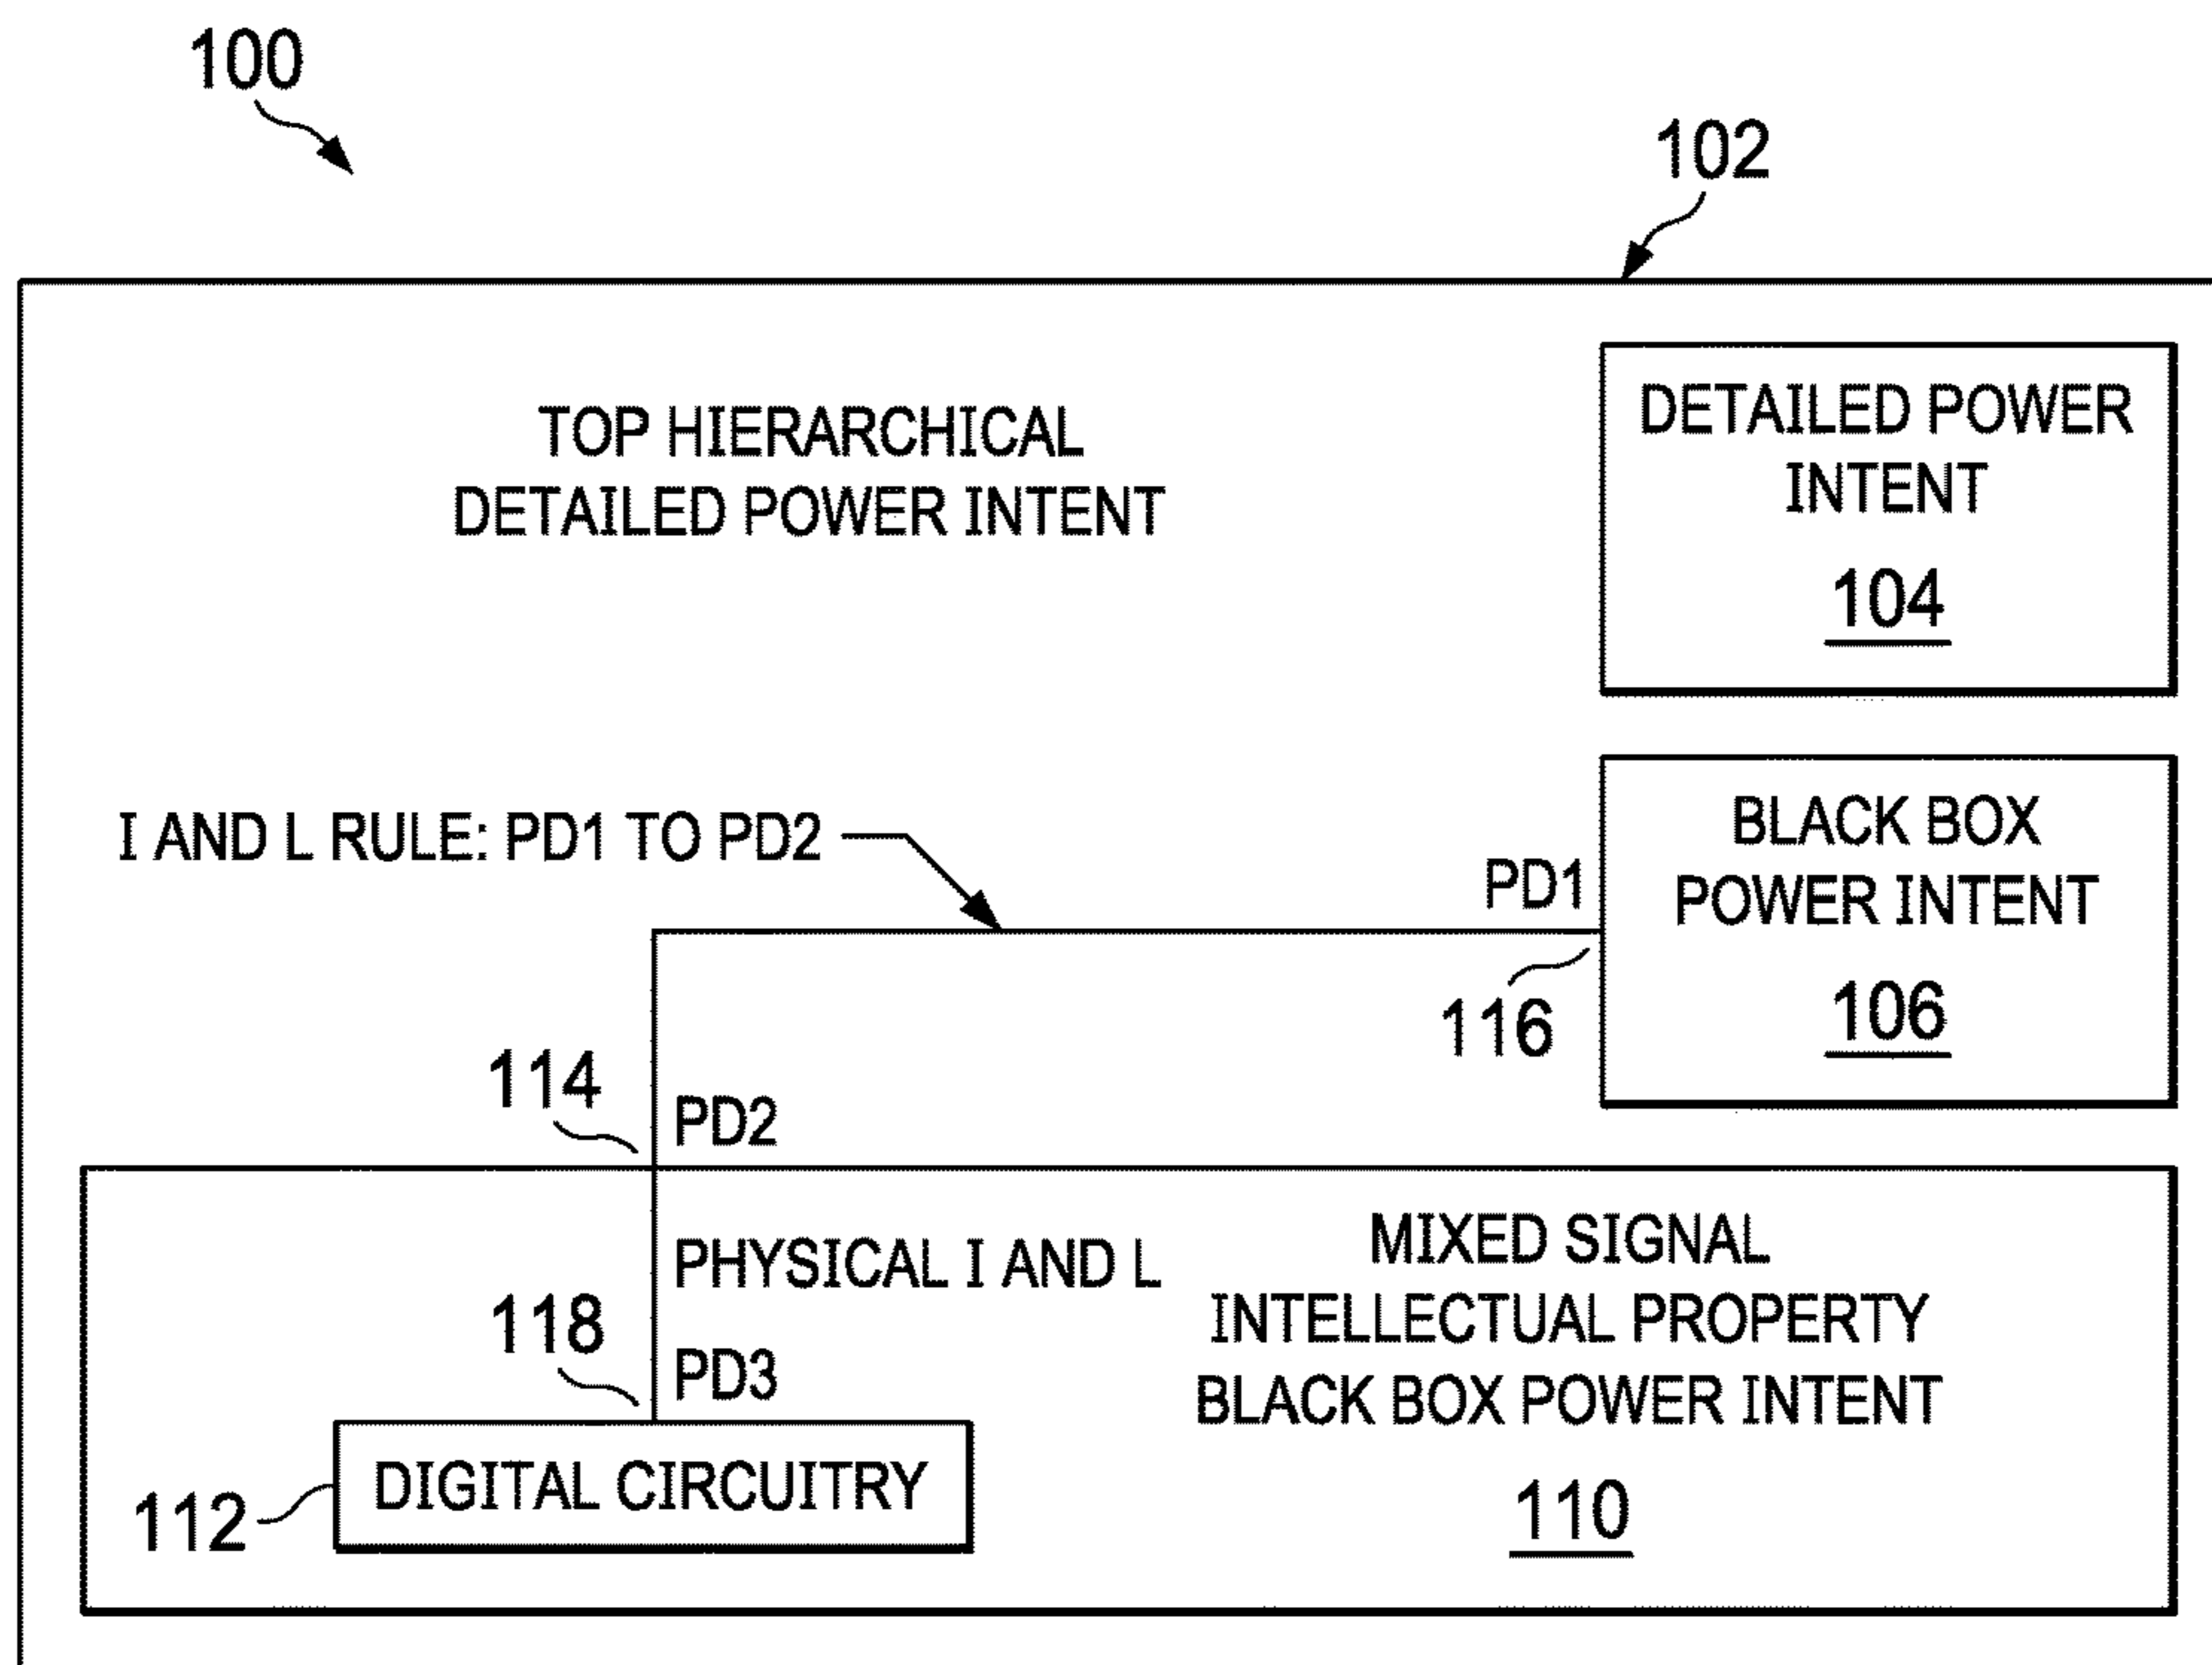 100
102
TOP HIERARCHICAL
DETAILED POWER INTENT
DETAILED POWER
INTENT
104
I AND L RULE: PD1 TO PD2
PD1
116
BLACK BOX
POWER INTENT
106
114
PD2
PHYSICAL I AND L
118
PD3
DIGITAL CIRCUITRY
112
MIXED SIGNAL
INTELLECTUAL PROPERTY
BLACK BOX POWER INTENT
110